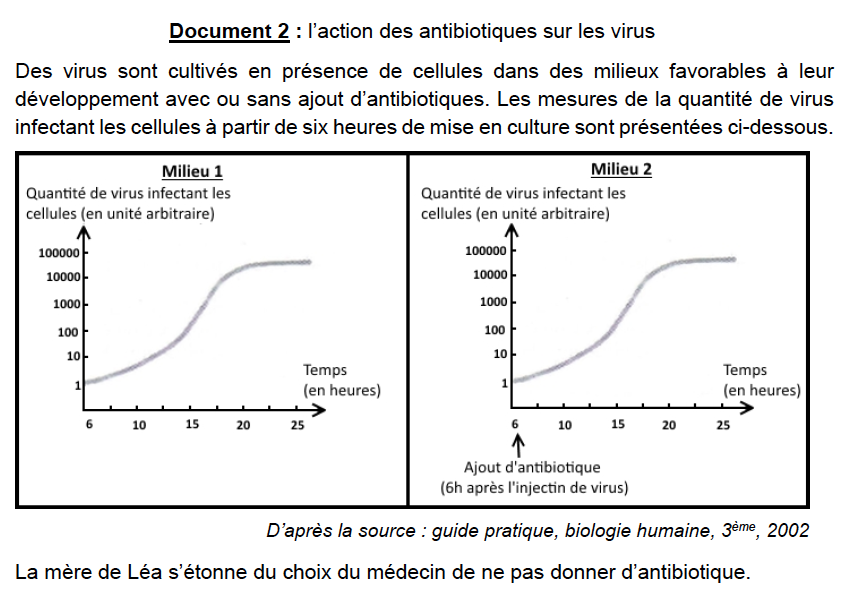 Document 2 : l’action des antibiotiques sur les virus
Des virus sont cultivés en présence de cellules dans des milieux favorables à leur
développement avec ou sans ajout d’antibiotiques. Les mesures de la quantité de virus
infectant les cellules à partir de six heures de mise en culture sont présentées ci-dessous.
Milieu 1
Quantité de virus infectant les
cellules (en unité arbitraire)
100000
10000
1000
100
10
1
Temps
(en heures)
6 10 15 20 25
Milieu 2
Quantité de virus infectant les
cellules (en unité arbitraire)
100000
10000
1000
100
10
1
Temps
(en heures)
6 10 15 20 25
Ajout d'antibiotique
(6h après l'injectin de virus)
D’après la source : guide pratique, biologie humaine, 3ème, 2002
La mère de Léa s’étonne du choix du médecin de ne pas donner d’antibiotique.